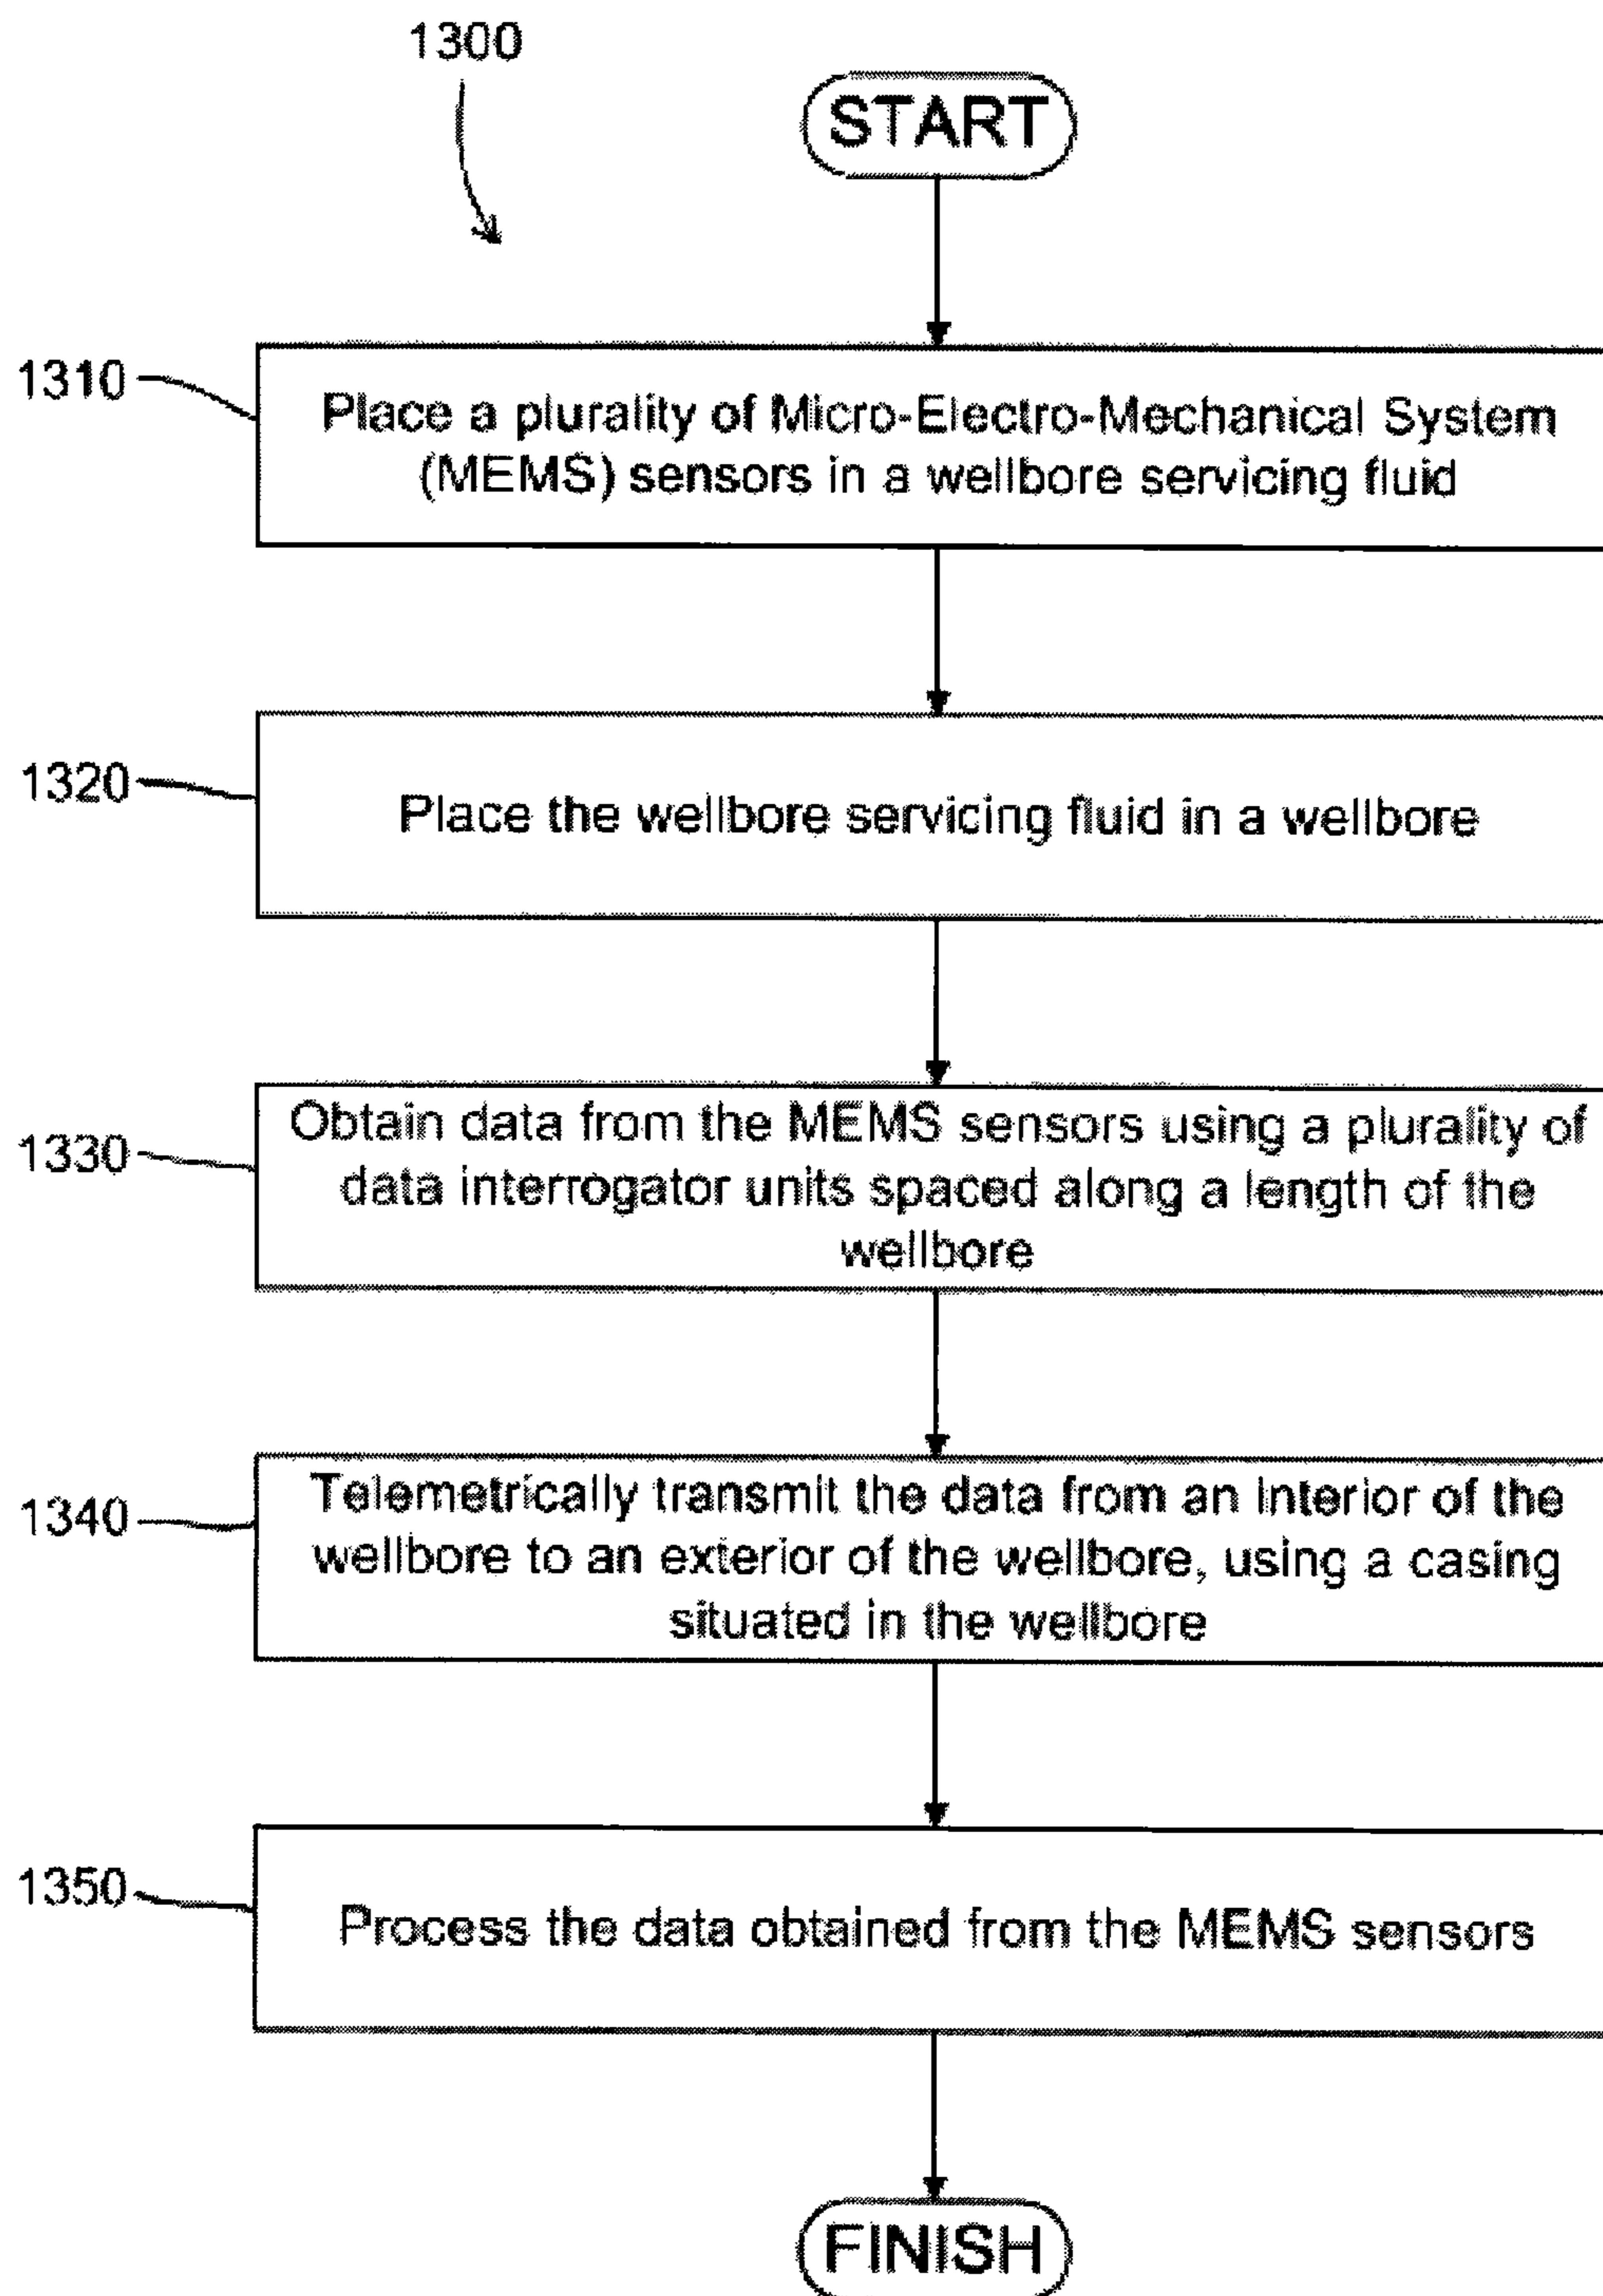 1300
START
1310
Place a plurality of Micro-Electro-Mechanical System
(MEMS) sensors in a wellbore servicing fluid
1320
Place the wellbore servicing fluid in a wellbore
1330
Obtain data from the MEMS sensors using a plurality of
data interrogator units spaced along a length of the
wellbore
1340
Telemetrically transmit the data from an interior of the
wellbore to an exterior of the wellbore, using a casing
situated in the wellbore
1350
Process the data obtained from the MEMS sensors
FINISH